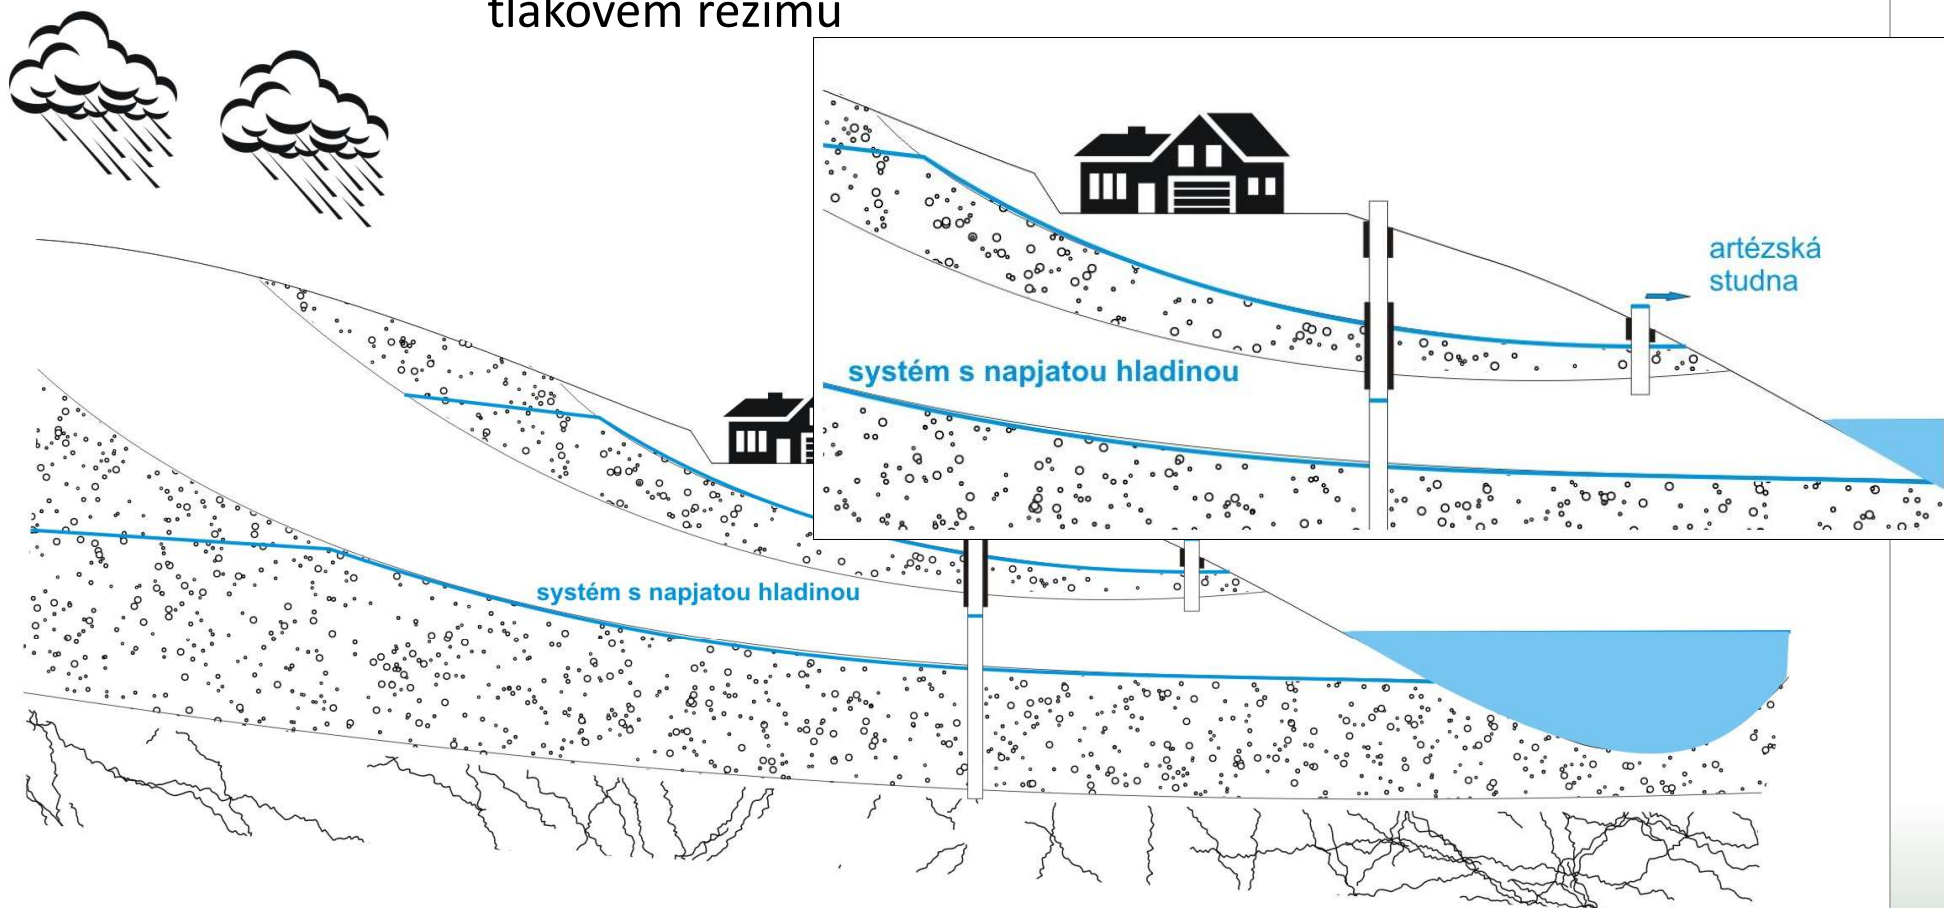 tlakovém režimu
artézská
studna
systém s napjatou hladinou
systém s napjatou hladinou